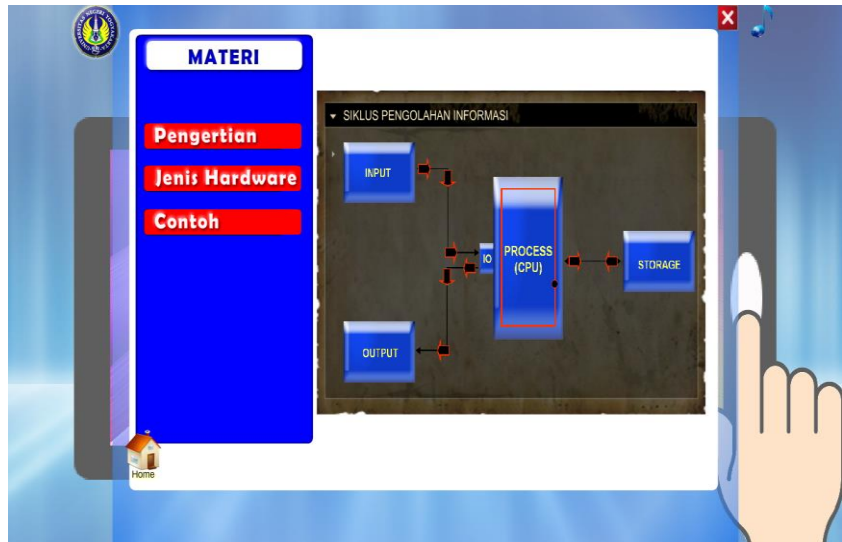 MATERI
Pengertian
Jenis Hardware
Contoh
Home
SIKLUS PENGOLAHAN INFORMASI
INPUT
IO
PROCESS
(CPU)
STORAGE
OUTPUT